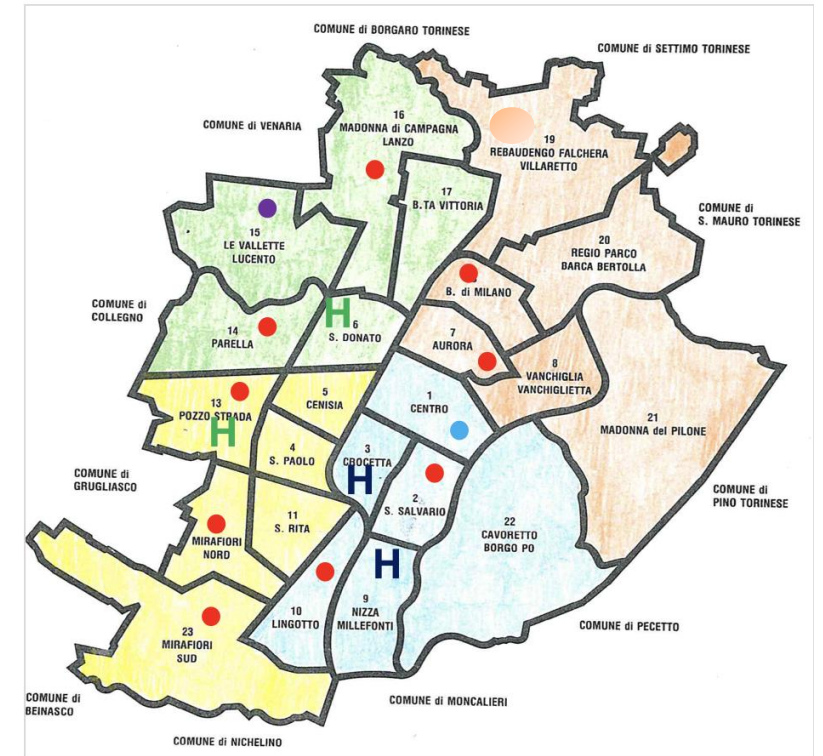 COMUNE di BORGARO TORINESE
COMUNE di SETTIMO TORINESE
COMUNE di VENARIA
16
MADONNA di CAMPAGNA
LANZO
19
REBAUDENGO FALCHERA
VILLARETTO
17
B.TA VITTORIA
COMUNE di
S. MAURO TORINESE
15
LE VALLETTE
LUCENTO
20
REGIO PARCO
BARCA BERTOLLA
B. di MILANO
COMUNE di
COLLEGNO
14
PARELLA
H
6
S. DONATO
7
AURORA
8
VANCHIGLIA
VANCHIGLIETTA
13
POZZO STRADA
H
5
CENISIA
1
CENTRO
21
MADONNA del PILONE
4
S. PAOLO
3
CROCETTA
H
2
S. SALVARIO
COMUNE di
GRUGLIASCO
COMUNE di
PINO TORINESE
11
S. RITA
MIRAFIORI
NORD
22
CAVORETTO
BORGO PO
H
9
NIZZA
MILLEFONTI
10
LINGOTTO
23
MIRAFIORI
SUD
COMUNE di PECETTO
COMUNE di
BEINASCO
COMUNE di MONCALIERI
COMUNE di NICHELINO